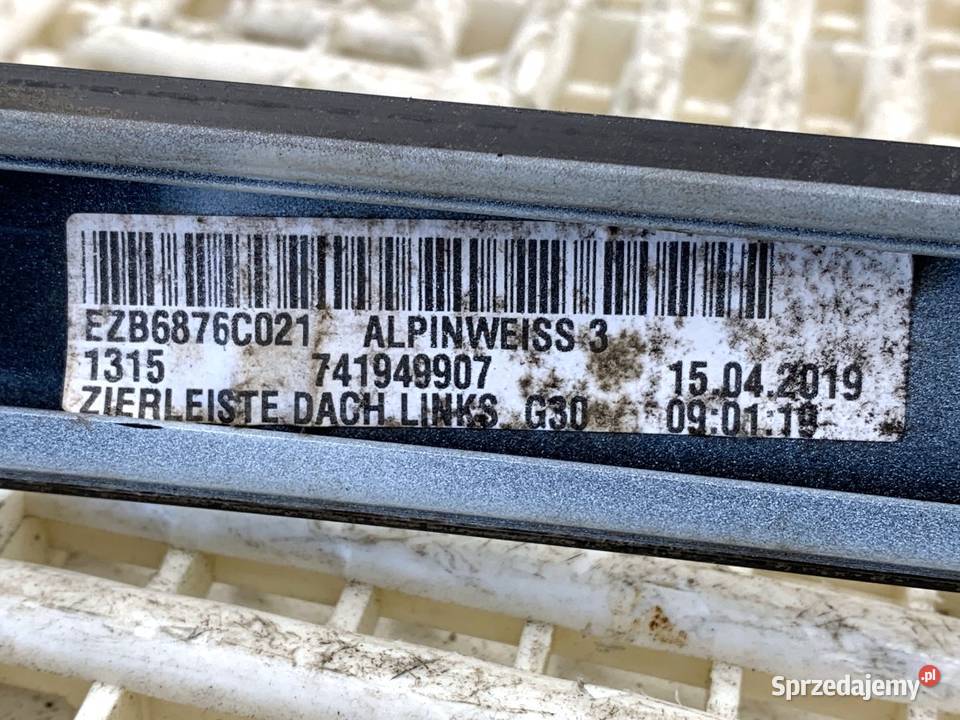 EZB6876C021 ALPINWEISS 3
1315 741949907 15.04.2019
ZIERLEISTE DACH LINKS G30 09:01:19
Sprzedajemy.pl